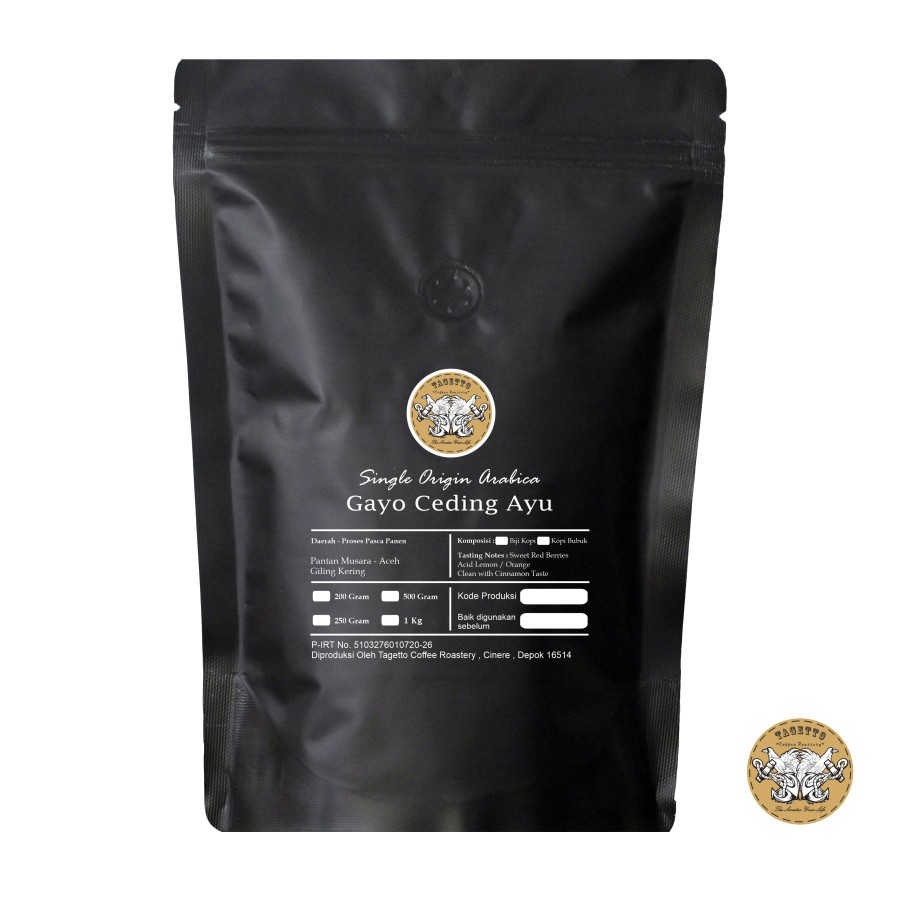 TAGETTO
"Coffee Roastery"
Single Origin Arabica
Gayo Ceding Ayu
Daerah - Proses Pasca Panen
Pantan Musara - Aceh
Giling Kering
Komposisi : Biji Kopi Kopi Bubuk
Tasting Notes : Sweet Red Berries
Acid Lemon / Orange
Clean with Cinnamon Taste
200 Gram 500 Gram
250 Gram 1 Kg
Kode Produksi
Baik digunakan
sebelum
P-IRT No. 5103276010720-26
Diproduksi Oleh Tagetto Coffee Roastery , Cinere , Depok 16514
TAGETTO
"Coffee Roastery"